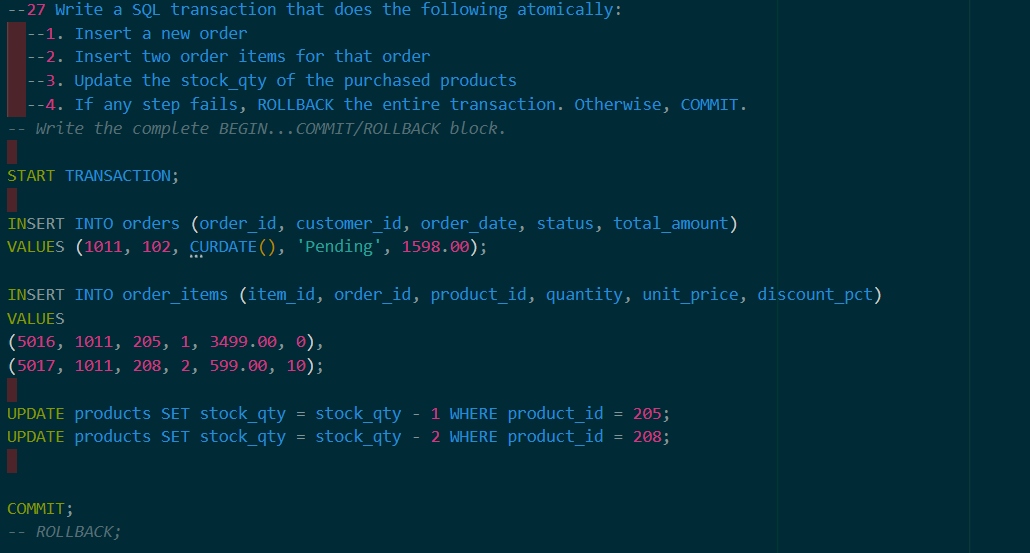 --27 Write a SQL transaction that does the following atomically:
--1. Insert a new order
--2. Insert two order items for that order
--3. Update the stock_qty of the purchased products
--4. If any step fails, ROLLBACK the entire transaction. Otherwise, COMMIT.
-- Write the complete BEGIN...COMMIT/ROLLBACK block.
START TRANSACTION;
INSERT INTO orders (order_id, customer_id, order_date, status, total_amount)
VALUES (1011, 102, CURDATE(), 'Pending', 1598.00);
INSERT INTO order_items (item_id, order_id, product_id, quantity, unit_price, discount_pct)
VALUES
(5016, 1011, 205, 1, 3499.00, 0),
(5017, 1011, 208, 2, 599.00, 10);
UPDATE products SET stock_qty = stock_qty - 1 WHERE product_id = 205;
UPDATE products SET stock_qty = stock_qty - 2 WHERE product_id = 208;
COMMIT;
-- ROLLBACK;